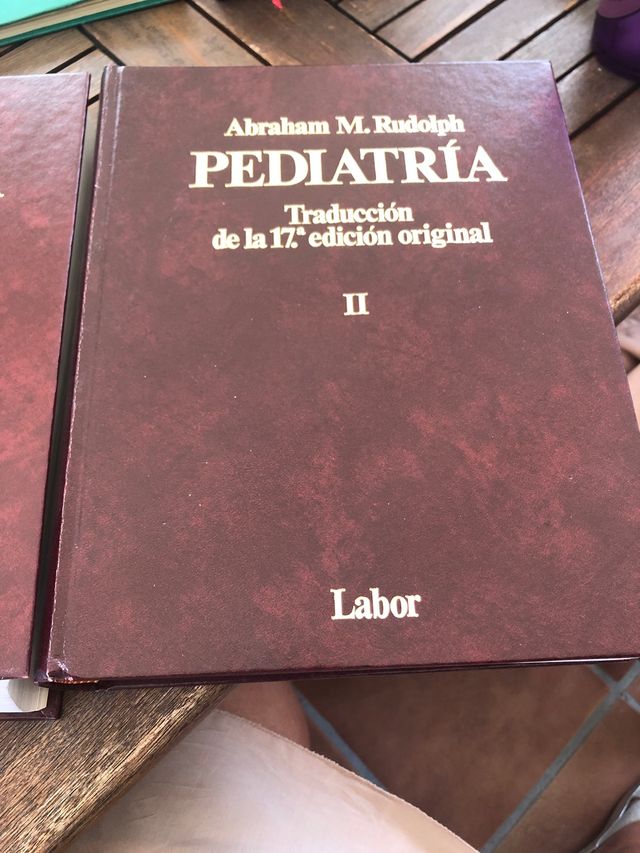 Abraham M. Rudolph
PEDIATRÍA
Traducción
de la 17.ª edición original
II
Labor